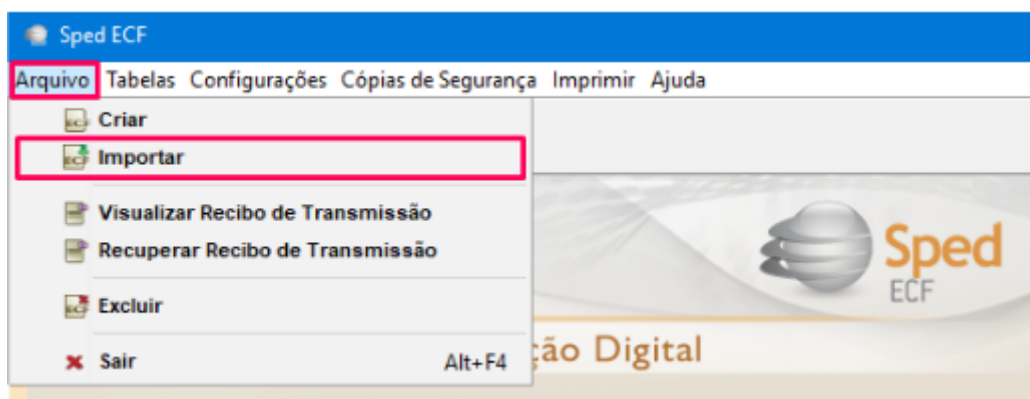 Sped ECF
Arquivo Tabelas Configurações Cópias de Segurança Imprimir Ajuda
Criar
Importar
Visualizar Recibo de Transmissão
Recuperar Recibo de Transmissão
Excluir
Sair Alt+F4
Sped
ECF
ção Digital